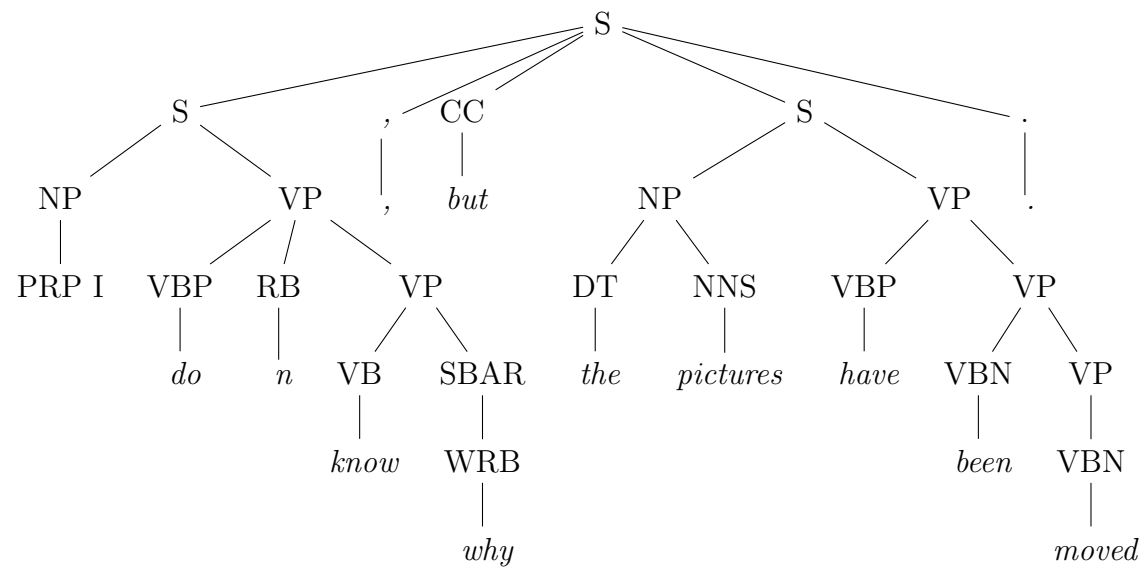 S
S , CC S .
NP VP , but NP VP .
PRP I VBP RB VP DT NNS VBP VP
do n VB SBAR the pictures have VBN VP
know WRB been VBN
why moved